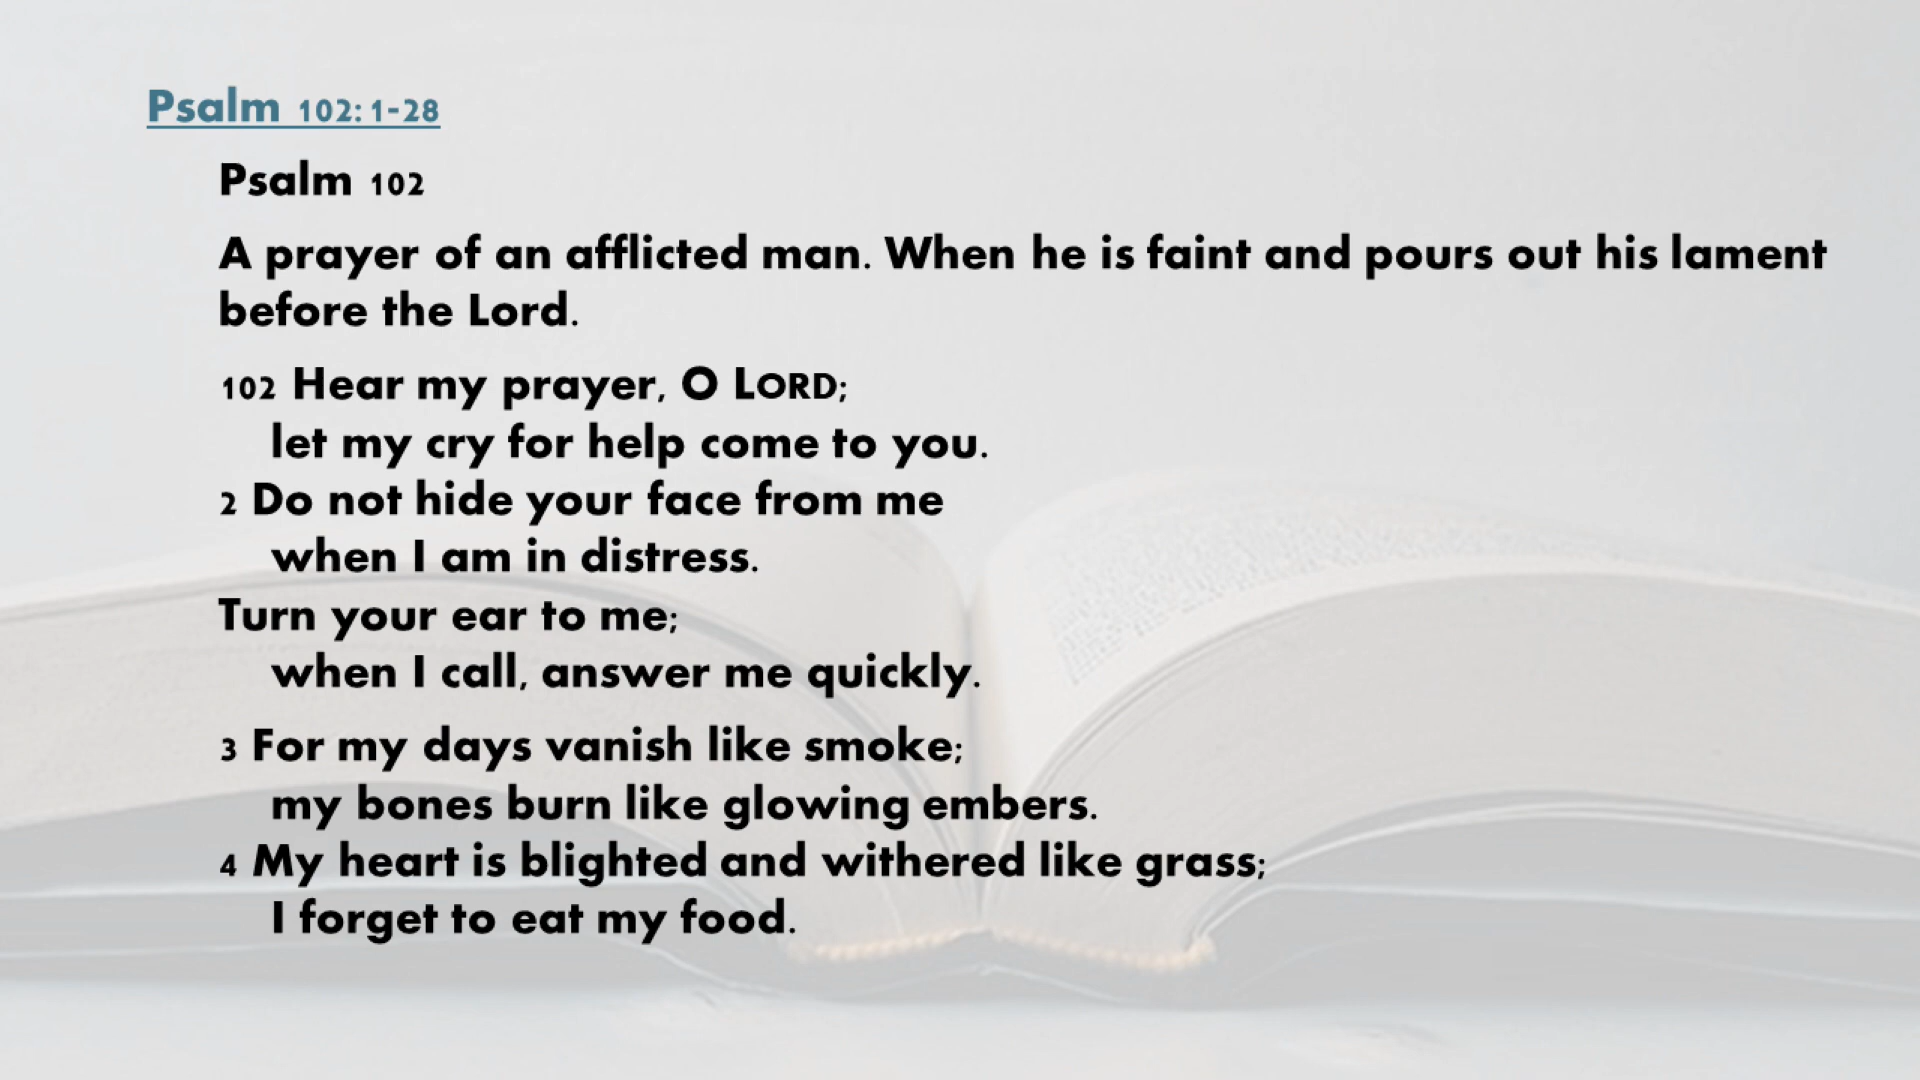 Psalm 102:1-28
Psalm 102
A prayer of an afflicted man. When he is faint and pours out his lament
before the Lord.
102 Hear my prayer, O LORD;
let my cry for help come to you.
2 Do not hide your face from me
when I am in distress.
Turn your ear to me;
when I call, answer me quickly.
3 For my days vanish like smoke;
my bones burn like glowing embers.
4 My heart is blighted and withered like grass;
I forget to eat my food.